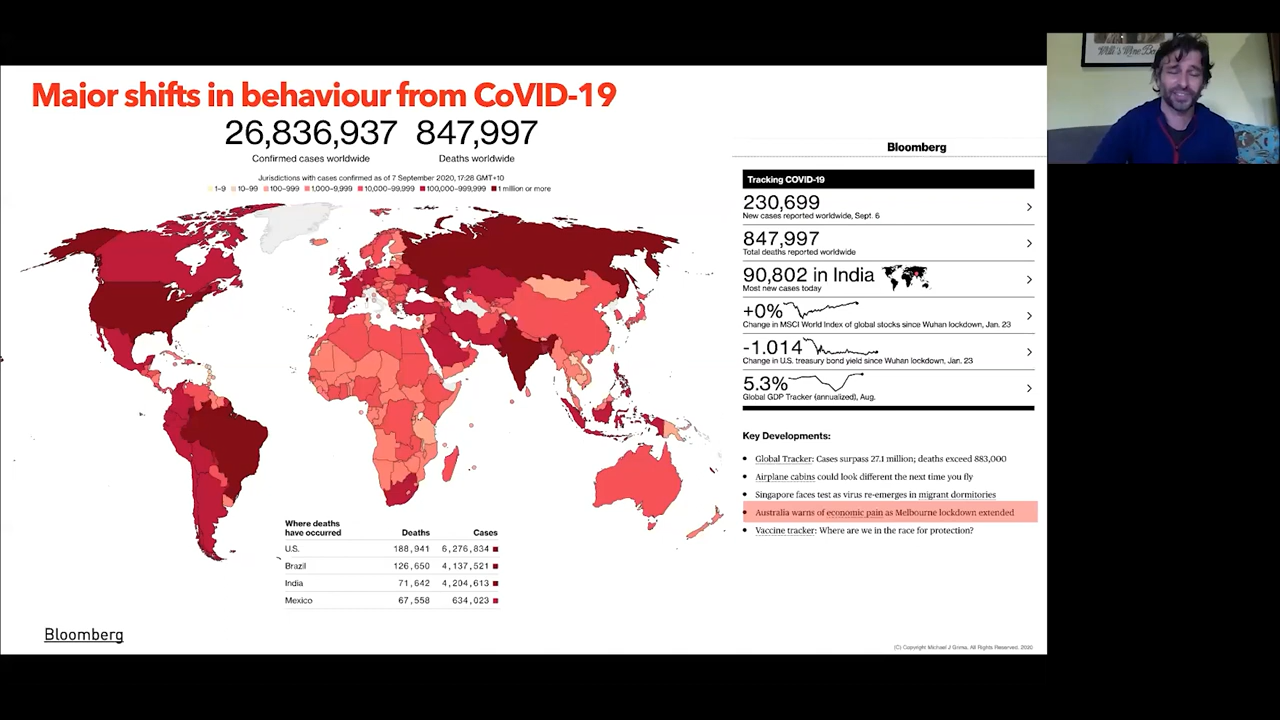 Major shifts in behaviour from CoVID-19
26,836,937 847,997
Confirmed cases worldwide Deaths worldwide
Jurisdictions with cases confirmed as of 7 September 2020, 17:28 GMT+10
1–9 10–99 100–999 1,000–9,999 10,000–99,999 100,000–999,999 1 million or more
Where deaths
have occurred Deaths Cases
U.S. 188,941 6,276,834
Brazil 126,650 4,137,521
India 71,642 4,204,613
Mexico 67,558 634,023
Bloomberg
Bloomberg
Tracking COVID-19
230,699
New cases reported worldwide, Sept. 6
847,997
Total deaths reported worldwide
90,802 in India
Most new cases today
+0%
Change in MSCI World Index of global stocks since Wuhan lockdown, Jan. 23
-1.014
Change in U.S. treasury bond yield since Wuhan lockdown, Jan. 23
5.3%
Global GDP Tracker (annualized), Aug.
Key Developments:
Global Tracker: Cases surpass 27.1 million; deaths exceed 883,000
Airplane cabins could look different the next time you fly
Singapore faces test as virus re-emerges in migrant dormitories
Australia warns of economic pain as Melbourne lockdown extended
Vaccine tracker: Where are we in the race for protection?
(C) Copyright Michael J Grima. All Rights Reserved. 2020